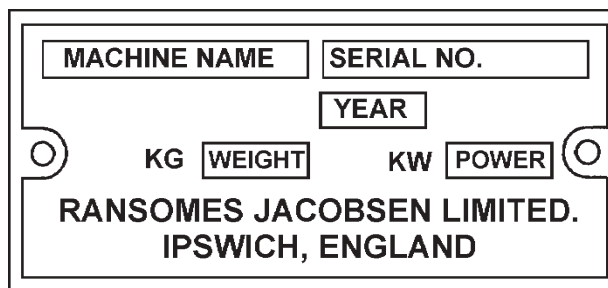 MACHINE NAME SERIAL NO.
YEAR
KG WEIGHT KW POWER
RANSOMES JACOBSEN LIMITED.
IPSWICH, ENGLAND